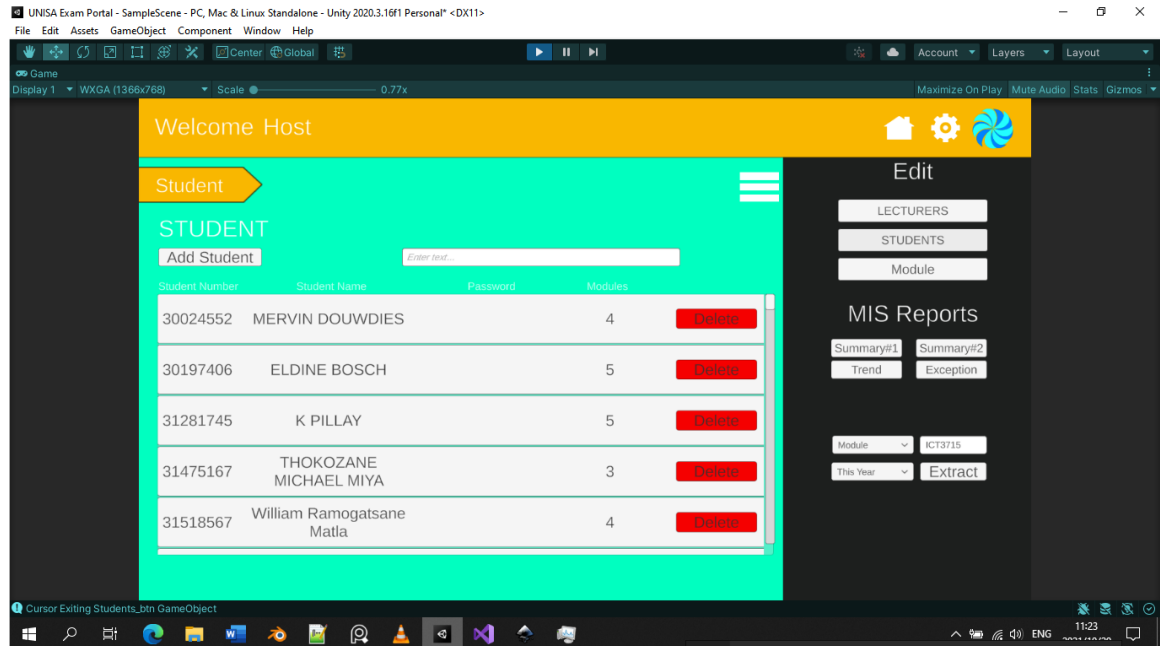 UNISA Exam Portal - SampleScene - PC, Mac & Linux Standalone - Unity 2020.3.16f1 Personal* <DX11>
File Edit Assets GameObject Component Window Help
Center Global Account Layers Layout
Game
Display 1 WXGA (1366x768) Scale 0.77x Maximize On Play Mute Audio Stats Gizmos
Welcome Host
Student
STUDENT
Add Student Enter text...
Student Number Student Name Password Modules
30024552 MERVIN DOUWDIES 4 Delete
30197406 ELDINE BOSCH 5 Delete
31281745 K PILLAY 5 Delete
31475167 THOKOZANE MICHAEL MIYA 3 Delete
31518567 William Ramogatsane Matla 4 Delete
Edit
LECTURERS
STUDENTS
Module
MIS Reports
Summary#1 Summary#2
Trend Exception
Module ICT3715
This Year Extract
Cursor Exiting Students_btn GameObject
ENG 11:23